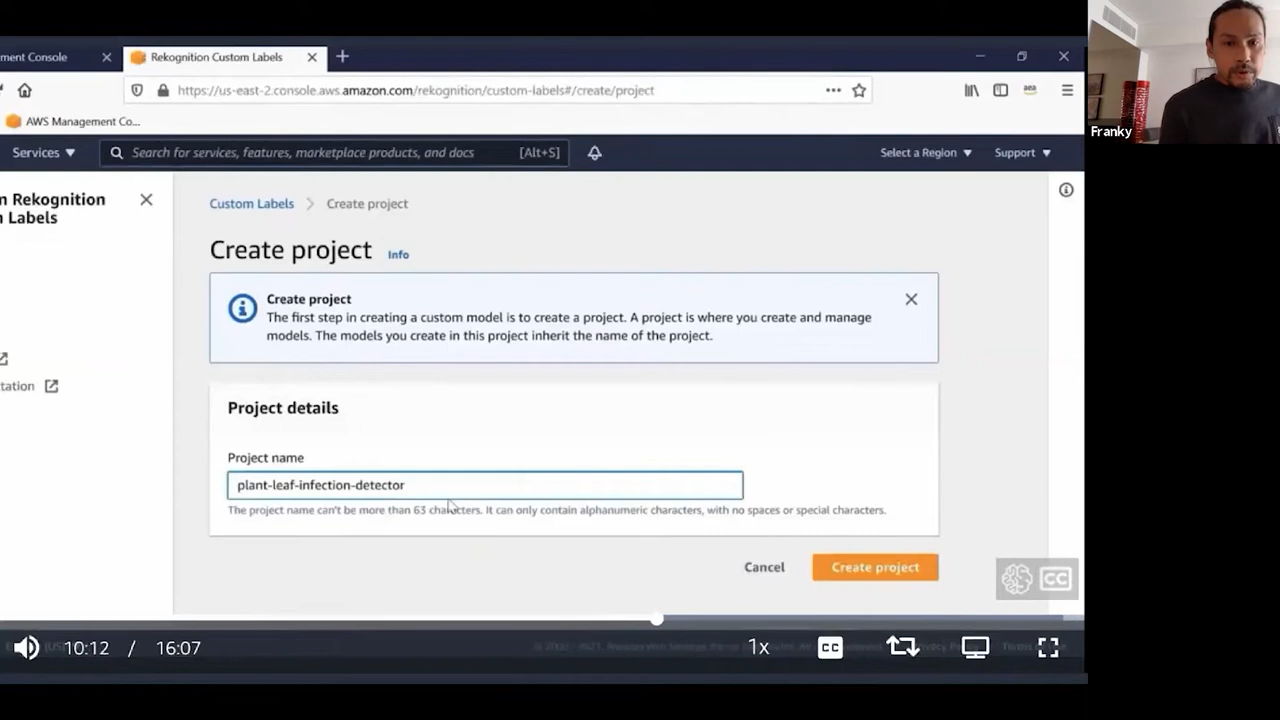 ment Console
Rekognition Custom Labels
https://us-east-2.console.aws.amazon.com/rekognition/custom-labels#/create/project
aea
AWS Management Co...
Services
Search for services, features, marketplace products, and docs
[Alt+S]
Select a Region
Support
n Rekognition
n Labels
tation
Custom Labels
Create project
Create project
Info
Create project
The first step in creating a custom model is to create a project. A project is where you create and manage
models. The models you create in this project inherit the name of the project.
Project details
Project name
plant-leaf-infection-detector
The project name can't be more than 63 characters. It can only contain alphanumeric characters, with no spaces or special characters.
Cancel
Create project
CC
10:12 / 16:07
1x
CC
Franky